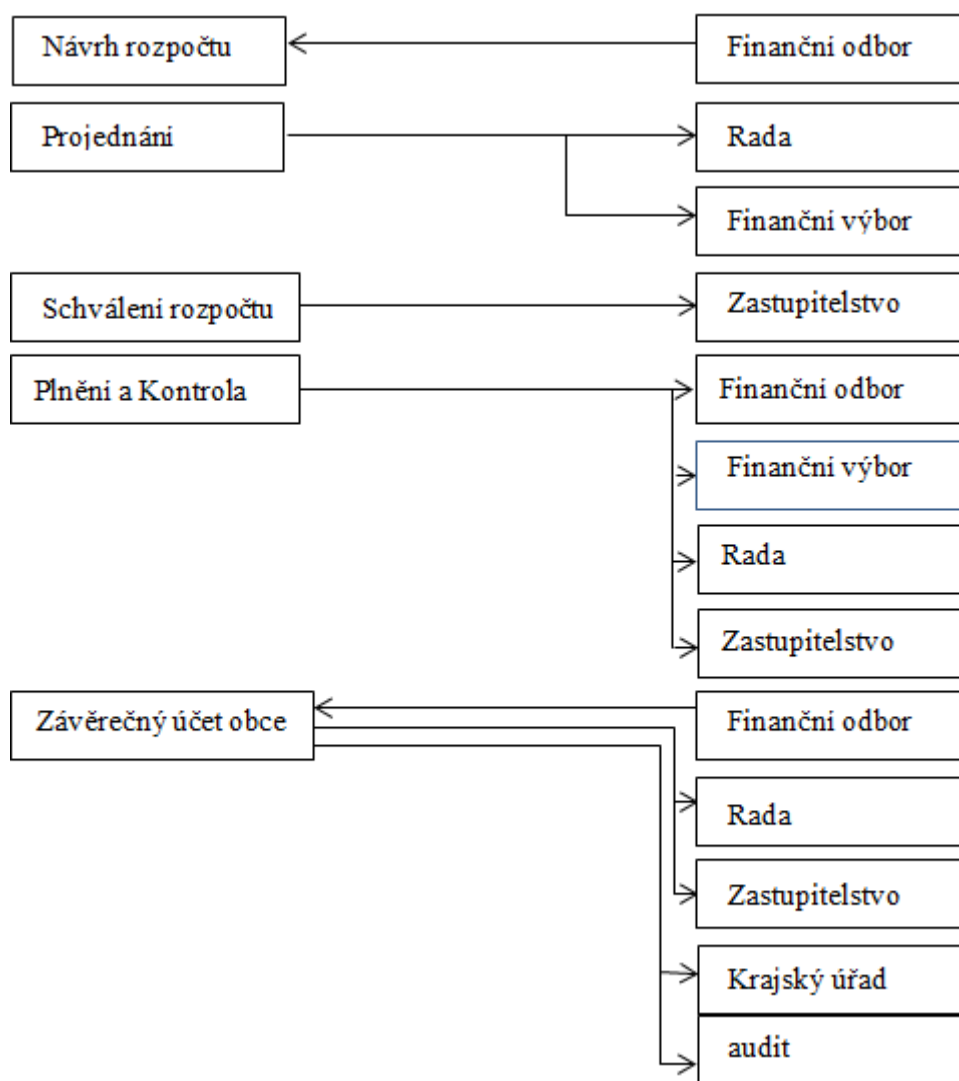 Návrh rozpočtu
Finanční odbor
Projednání
Rada
Finanční výbor
Schválení rozpočtu
Zastupitelstvo
Plnění a Kontrola
Finanční odbor
Finanční výbor
Rada
Zastupitelstvo
Závěrečný účet obce
Finanční odbor
Rada
Zastupitelstvo
Krajský úřad
audit